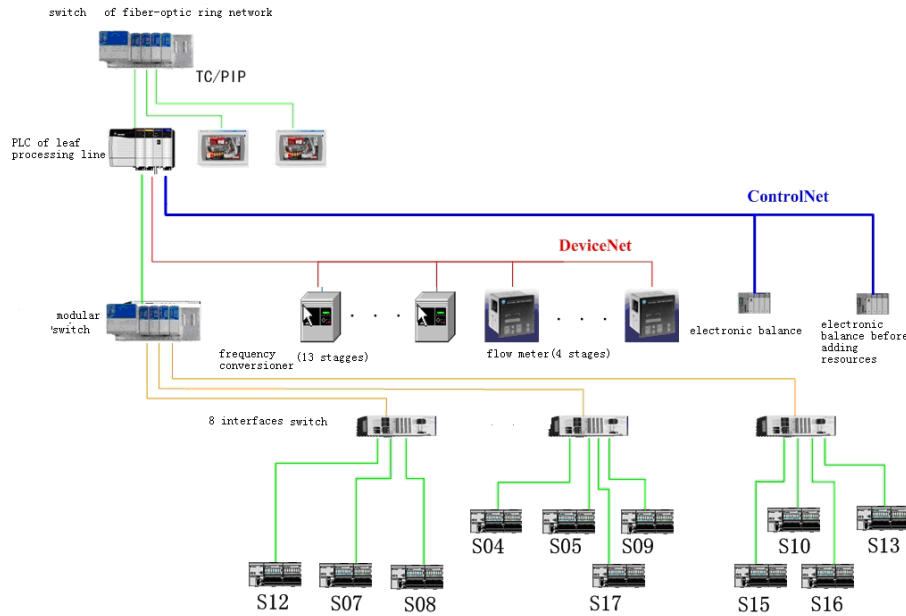 switch of fiber-optic ring network
TC/PIP
PLC of leaf
processing line
ControlNet
DeviceNet
modular
switch
frequency
conversioner
(13 stagges)
flow meter(4 stages)
electronic balance
electronic
balance before
adding
resources
8 interfaces switch
S04
S05
S09
S10
S13
S12
S07
S08
S17
S15
S16